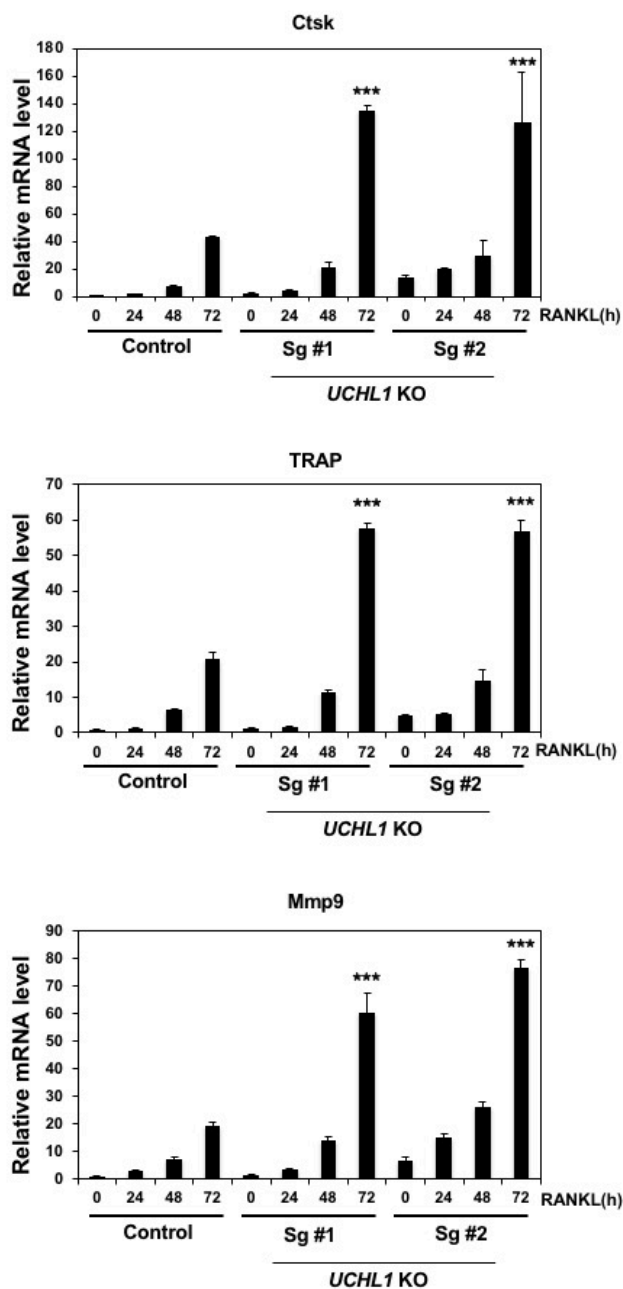 Ctsk
Relative mRNA level
180
160
140
120
100
80
60
40
20
0
*** ***
0 24 48 72 0 24 48 72 0 24 48 72 RANKL(h)
Control Sg #1 Sg #2
UCHL1 KO
TRAP
Relative mRNA level
70
60
50
40
30
20
10
0
*** ***
0 24 48 72 0 24 48 72 0 24 48 72 RANKL(h)
Control Sg #1 Sg #2
UCHL1 KO
Mmp9
Relative mRNA level
90
80
70
60
50
40
30
20
10
0
*** ***
0 24 48 72 0 24 48 72 0 24 48 72 RANKL(h)
Control Sg #1 Sg #2
UCHL1 KO